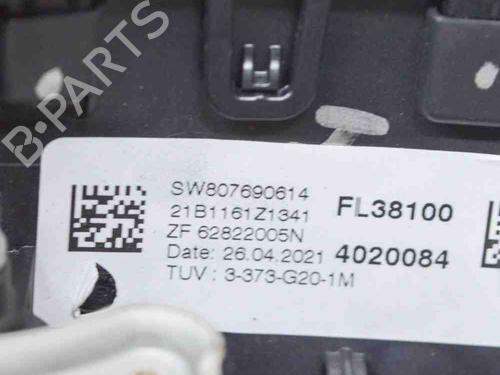 B-PARTS
SW807690614
21B1161Z1341
ZF 62822005N
Date: 26.04.2021
TUV : 3-373-G20-1M
FL38100
4020084